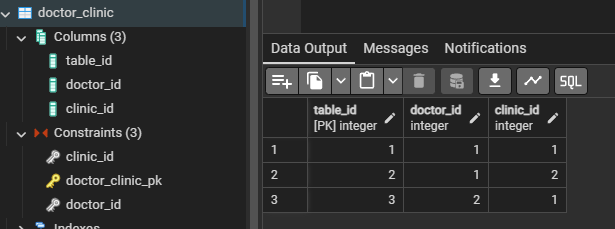 doctor_clinic
Columns (3)
table_id
doctor_id
clinic_id
Constraints (3)
clinic_id
doctor_clinic_pk
doctor_id
Indexes
Data Output Messages Notifications
SQL
table_id doctor_id clinic_id
[PK] integer integer integer
1 1 1 1
2 2 1 2
3 3 2 1